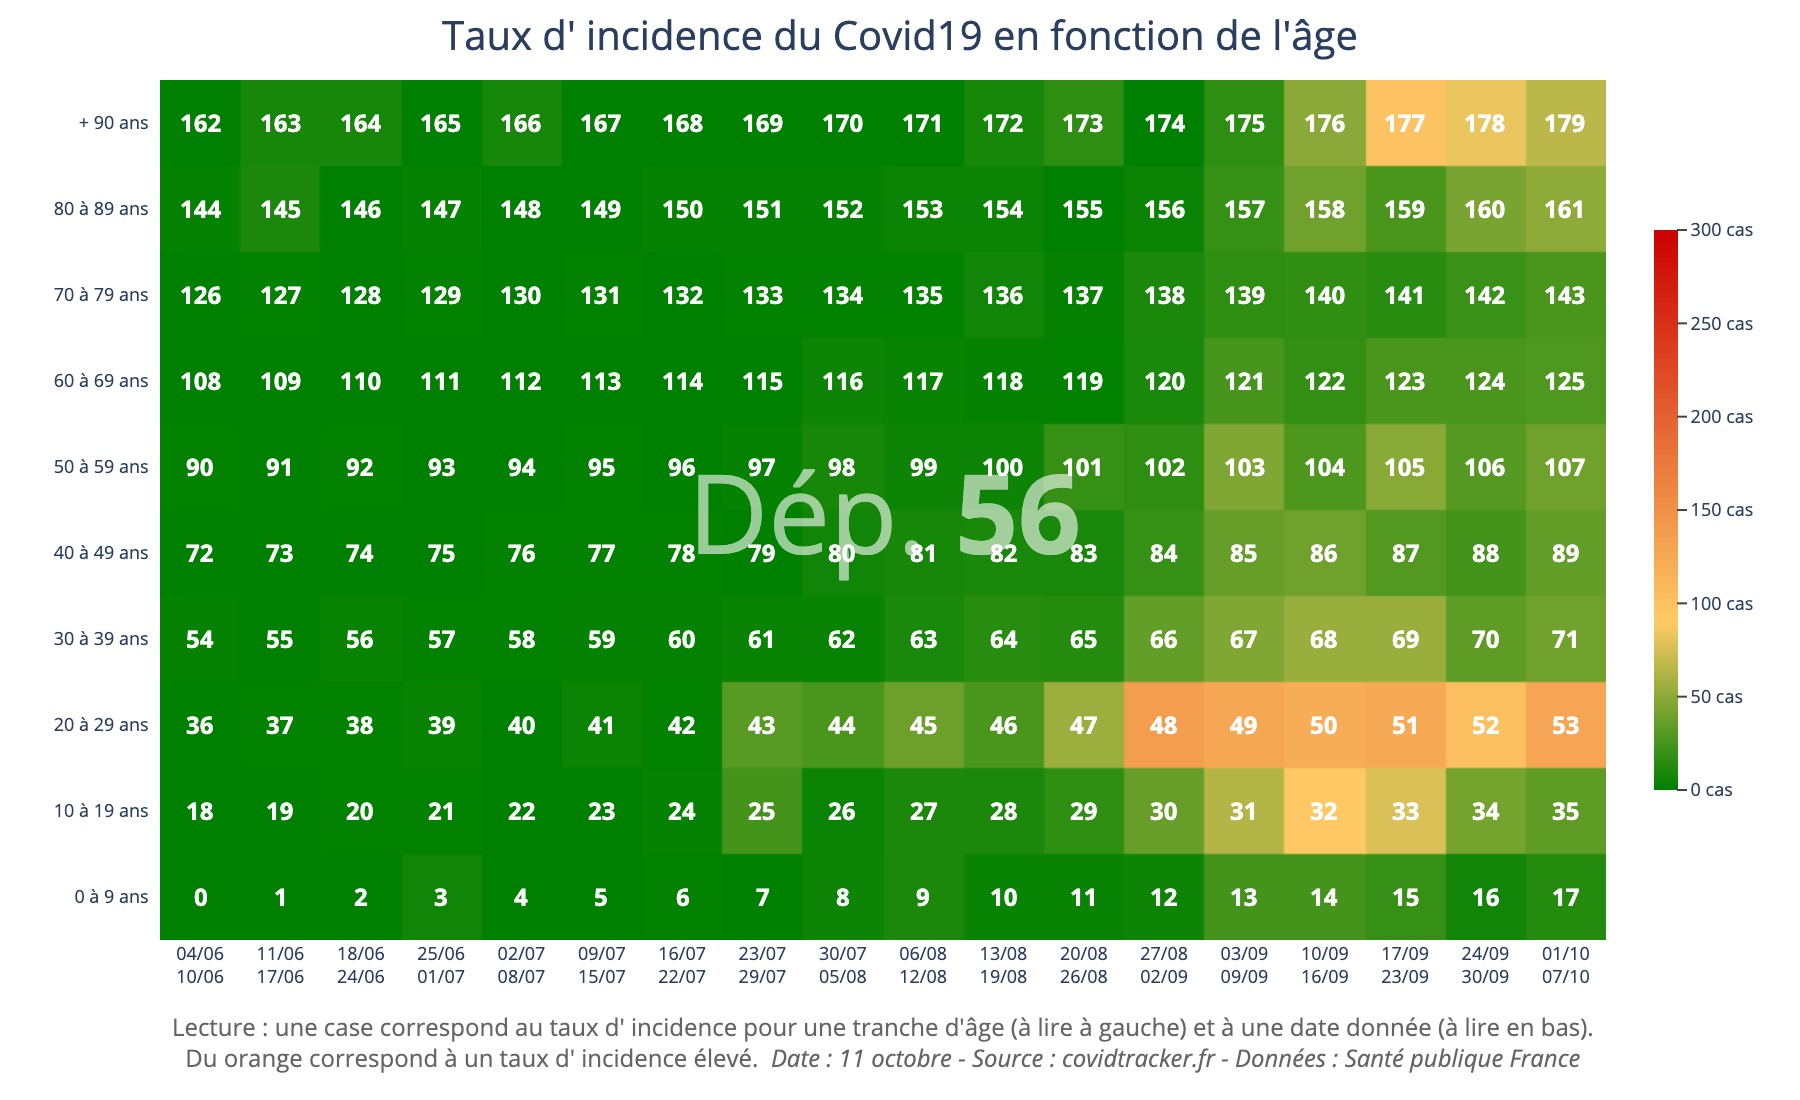 Taux d' incidence du Covid19 en fonction de l'âge
+ 90 ans 162 163 164 165 166 167 168 169 170 171 172 173 174 175 176 177 178 179
80 à 89 ans 144 145 146 147 148 149 150 151 152 153 154 155 156 157 158 159 160 161
70 à 79 ans 126 127 128 129 130 131 132 133 134 135 136 137 138 139 140 141 142 143
60 à 69 ans 108 109 110 111 112 113 114 115 116 117 118 119 120 121 122 123 124 125
50 à 59 ans 90 91 92 93 94 95 96 97 98 99 100 101 102 103 104 105 106 107
Dép. 56
40 à 49 ans 72 73 74 75 76 77 78 79 80 81 82 83 84 85 86 87 88 89
30 à 39 ans 54 55 56 57 58 59 60 61 62 63 64 65 66 67 68 69 70 71
20 à 29 ans 36 37 38 39 40 41 42 43 44 45 46 47 48 49 50 51 52 53
10 à 19 ans 18 19 20 21 22 23 24 25 26 27 28 29 30 31 32 33 34 35
0 à 9 ans 0 1 2 3 4 5 6 7 8 9 10 11 12 13 14 15 16 17
04/06 11/06 18/06 25/06 02/07 09/07 16/07 23/07 30/07 06/08 13/08 20/08 27/08 03/09 10/09 17/09 24/09 01/10
10/06 17/06 24/06 01/07 08/07 15/07 22/07 29/07 05/08 12/08 19/08 26/08 02/09 09/09 16/09 23/09 30/09 07/10
300 cas
250 cas
200 cas
150 cas
100 cas
50 cas
0 cas
Lecture : une case correspond au taux d' incidence pour une tranche d'âge (à lire à gauche) et à une date donnée (à lire en bas).
Du orange correspond à un taux d' incidence élevé. Date : 11 octobre - Source : covidtracker.fr - Données : Santé publique France